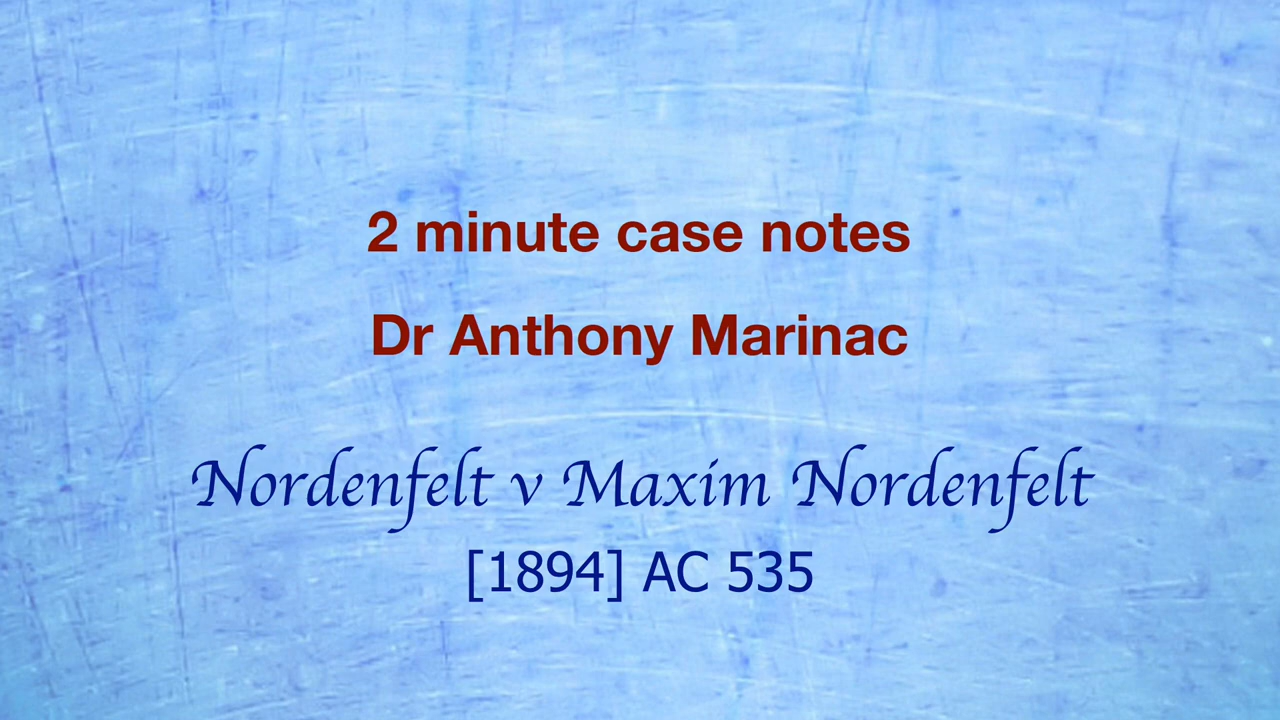 2 minute case notes
Dr Anthony Marinac
Nordenfelt v Maxim Nordenfelt
[1894] AC 535